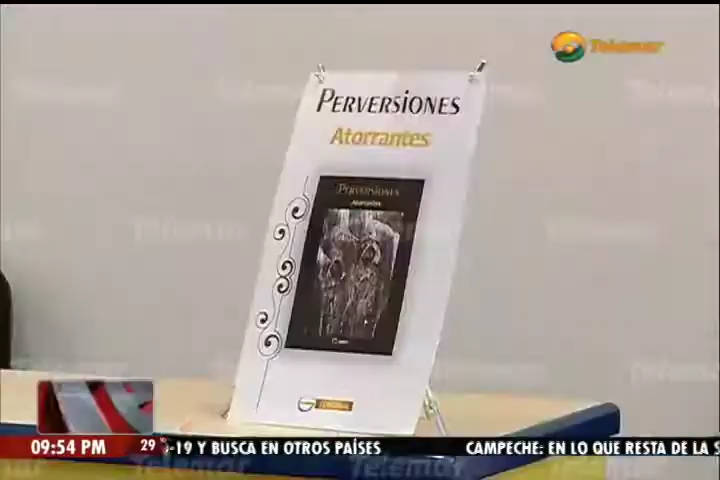 Telemar
PERVERSIONES
Atorrantes
PERVERSIONES
Atorrantes
09:54 PM
29
-19 Y BUSCA EN OTROS PAÍSES
CAMPECHE: EN LO QUE RESTA DE LA S